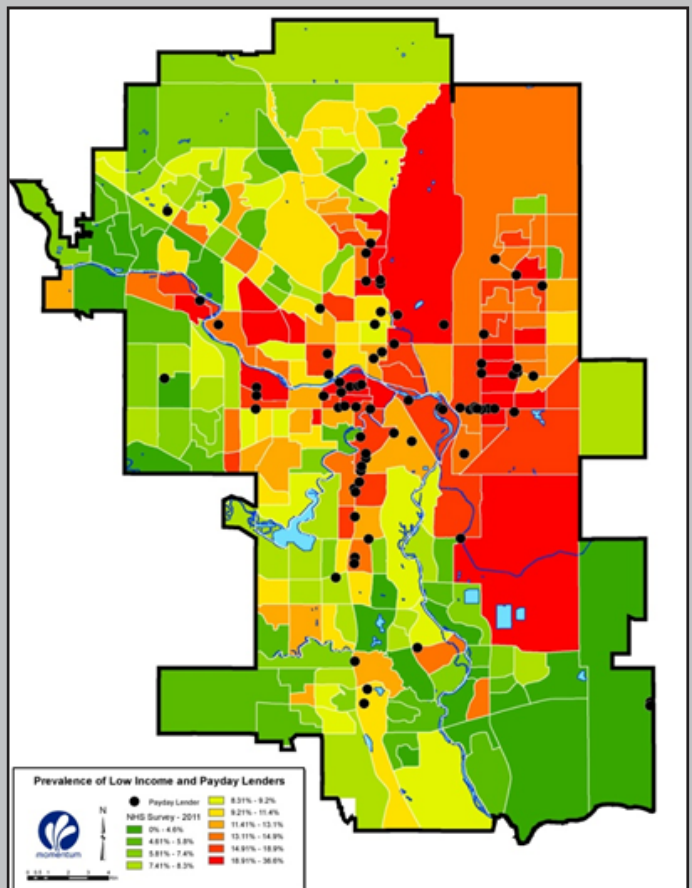 Prevalence of Low Income and Payday Lenders
Payday Lender
NHS Survey - 2011
0% - 4.6%
4.61% - 5.8%
5.81% - 7.4%
7.41% - 8.3%
8.31% - 9.2%
9.21% - 11.4%
11.41% - 13.1%
13.11% - 14.9%
14.91% - 18.9%
18.91% - 36.6%
N
momentum